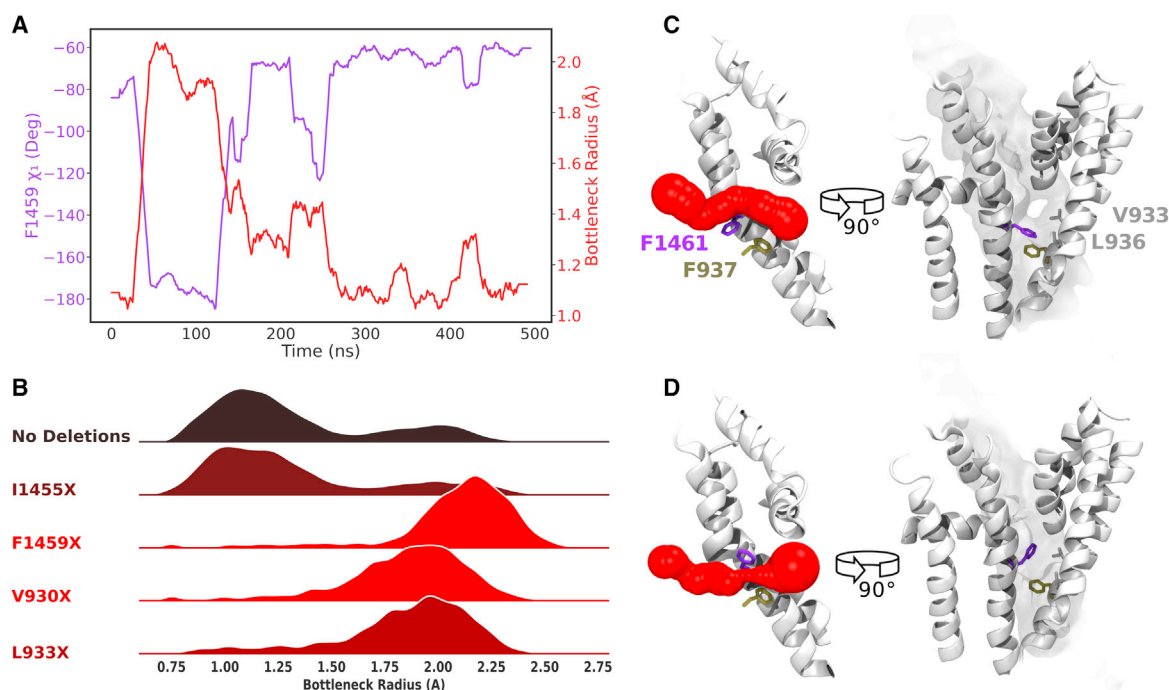 A
−60
−80
−100
−120
−140
−160
−180
F1459 χ₁ (Deg)
2.0
1.8
1.6
1.4
1.2
1.0
Bottleneck Radius (Å)
0
100
200
300
400
500
Time (ns)
B
No Deletions
I1455X
F1459X
V930X
L933X
0.75
1.00
1.25
1.50
1.75
2.00
2.25
2.50
2.75
Bottleneck Radius (A)
C
F1461
F937
90°
V933
L936
D
90°